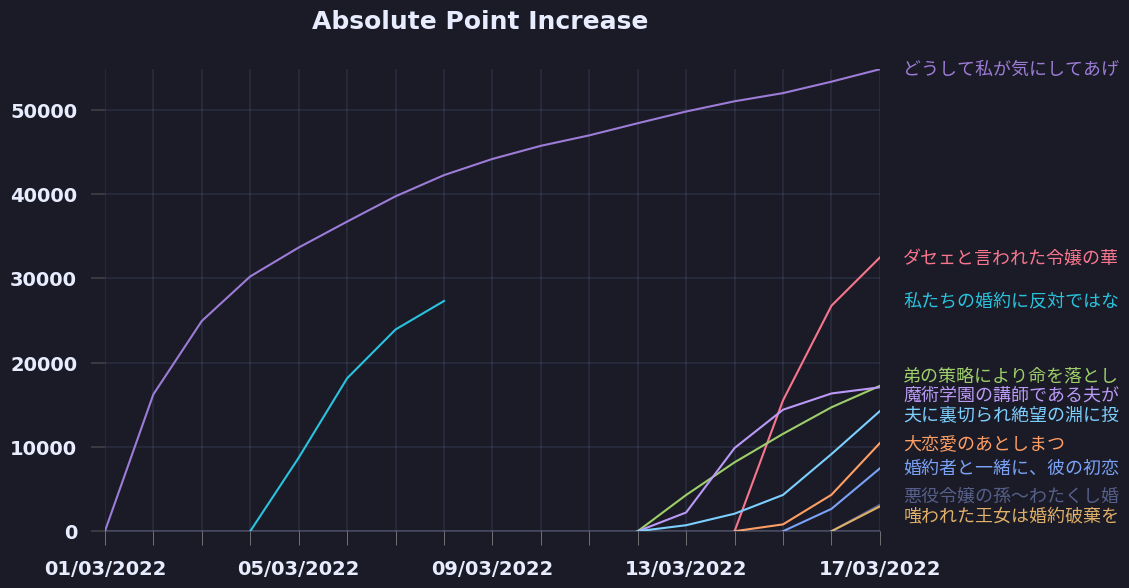 Absolute Point Increase
50000
40000
30000
20000
10000
0
01/03/2022
05/03/2022
09/03/2022
13/03/2022
17/03/2022
どうして私が気にしてあげ
ダセェと言われた令嬢の華
私たちの婚約に反対ではな
弟の策略により命を落とし
魔術学園の講師である夫が
夫に裏切られ絶望の淵に投
大恋愛のあとしまつ
婚約者と一緒に、彼の初恋
悪役令嬢の孫～わたくし婚
嗤われた王女は婚約破棄を